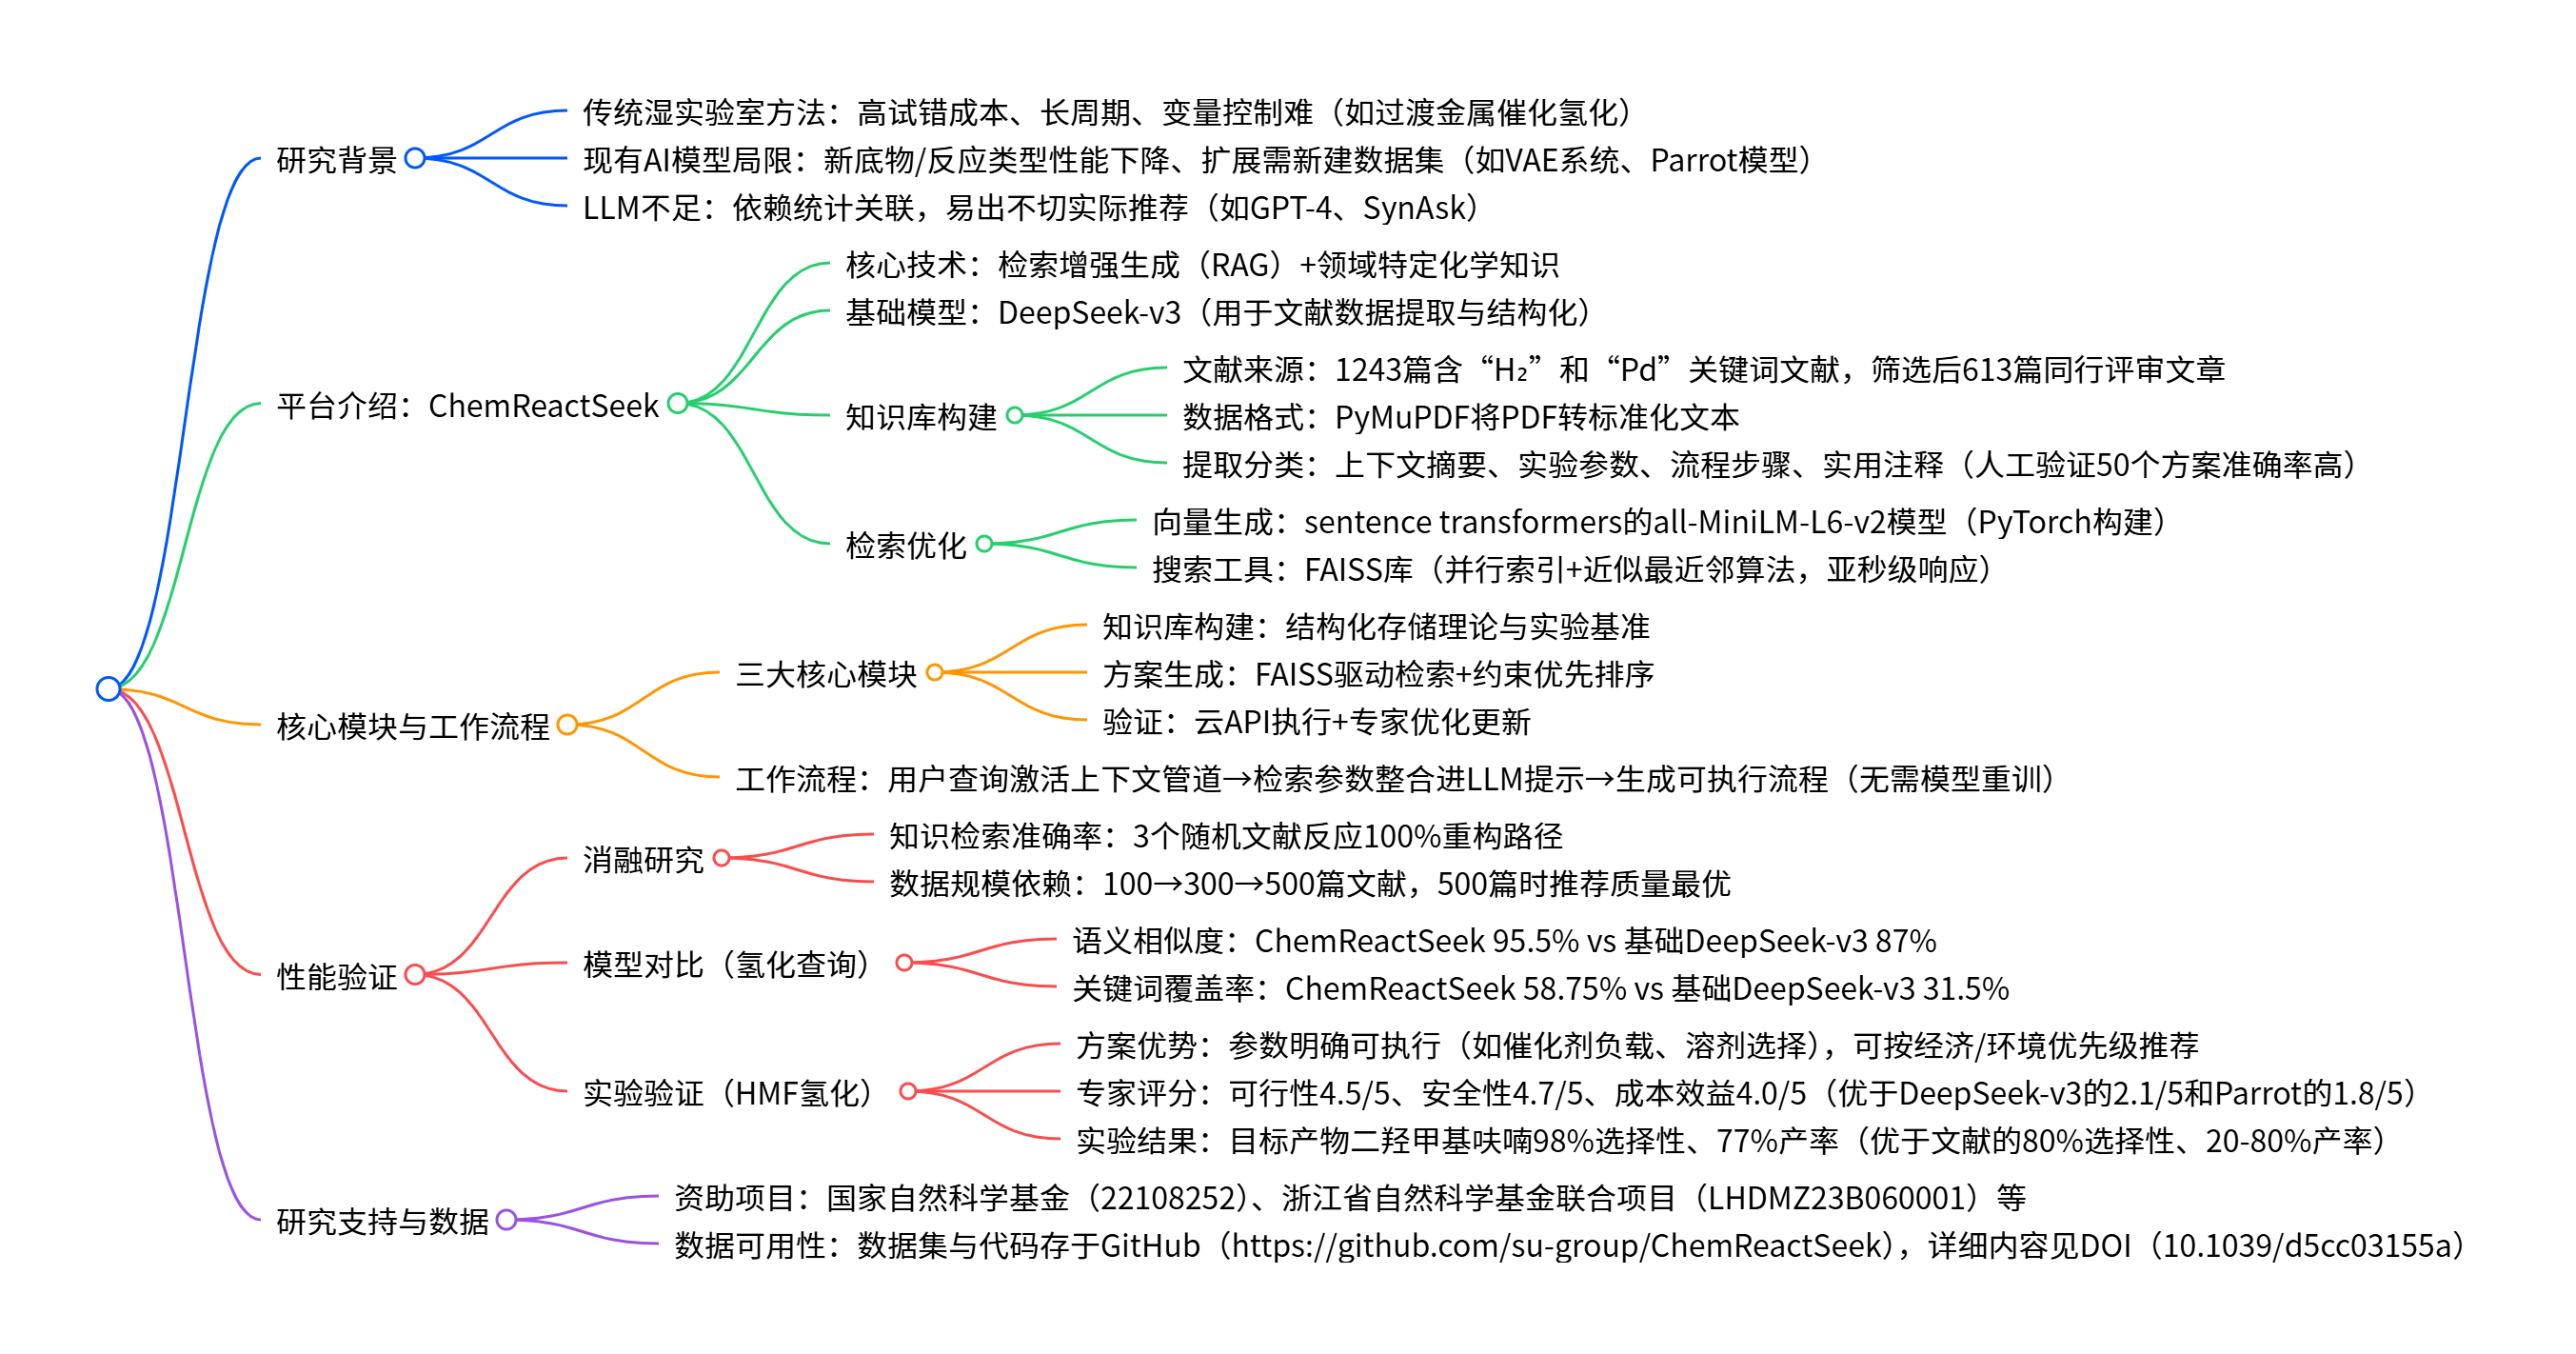 传统湿实验室方法：高试错成本、长周期、变量控制难（如过渡金属催化氢化）
研究背景
现有AI模型局限：新底物/反应类型性能下降、扩展需新建数据集（如VAE系统、Parrot模型）
LLM不足：依赖统计关联，易出不切实际推荐（如GPT-4、SynAsk）
核心技术：检索增强生成（RAG）+领域特定化学知识
基础模型：DeepSeek-v3（用于文献数据提取与结构化）
平台介绍：ChemReactSeek
文献来源：1243篇含“H₂”和“Pd”关键词文献，筛选后613篇同行评审文章
知识库构建
数据格式：PyMuPDF将PDF转标准化文本
提取分类：上下文摘要、实验参数、流程步骤、实用注释（人工验证50个方案准确率高）
检索优化
向量生成：sentence transformers的all-MiniLM-L6-v2模型（PyTorch构建）
搜索工具：FAISS库（并行索引+近似最近邻算法，亚秒级响应）
核心模块与工作流程
三大核心模块
知识库构建：结构化存储理论与实验基准
方案生成：FAISS驱动检索+约束优先排序
验证：云API执行+专家优化更新
工作流程：用户查询激活上下文管道→检索参数整合进LLM提示→生成可执行流程（无需模型重训）
性能验证
消融研究
知识检索准确率：3个随机文献反应100%重构路径
数据规模依赖：100→300→500篇文献，500篇时推荐质量最优
模型对比（氢化查询）
语义相似度：ChemReactSeek 95.5% vs 基础DeepSeek-v3 87%
关键词覆盖率：ChemReactSeek 58.75% vs 基础DeepSeek-v3 31.5%
实验验证（HMF氢化）
方案优势：参数明确可执行（如催化剂负载、溶剂选择），可按经济/环境优先级推荐
专家评分：可行性4.5/5、安全性4.7/5、成本效益4.0/5（优于DeepSeek-v3的2.1/5和Parrot的1.8/5）
实验结果：目标产物二羟甲基呋喃98%选择性、77%产率（优于文献的80%选择性、20-80%产率）
研究支持与数据
资助项目：国家自然科学基金（22108252）、浙江省自然科学基金联合项目（LHDMZ23B060001）等
数据可用性：数据集与代码存于GitHub（https://github.com/su-group/ChemReactSeek），详细内容见DOI（10.1039/d5cc03155a）